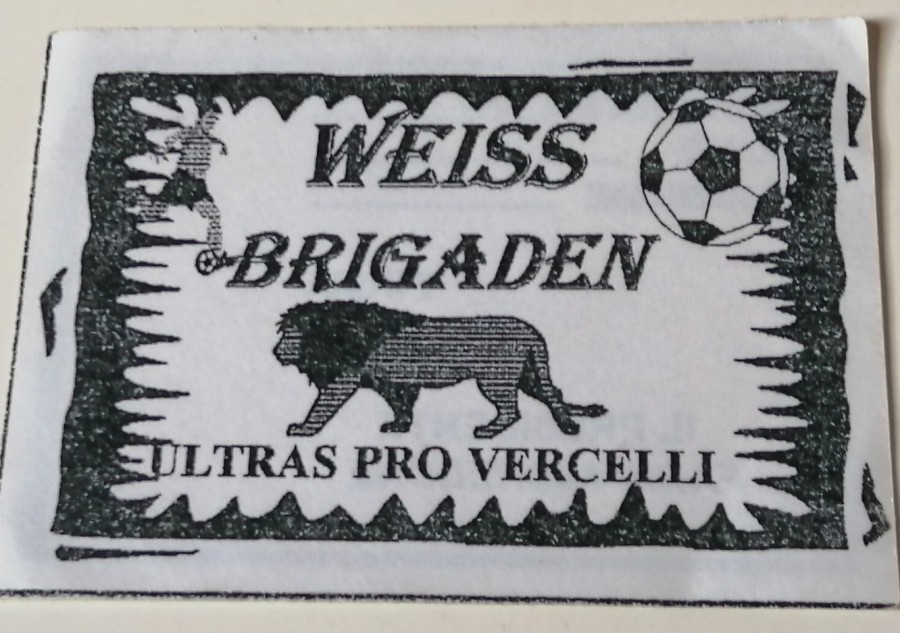 WEISS
BRIGADEN
ULTRAS PRO VERCELLI